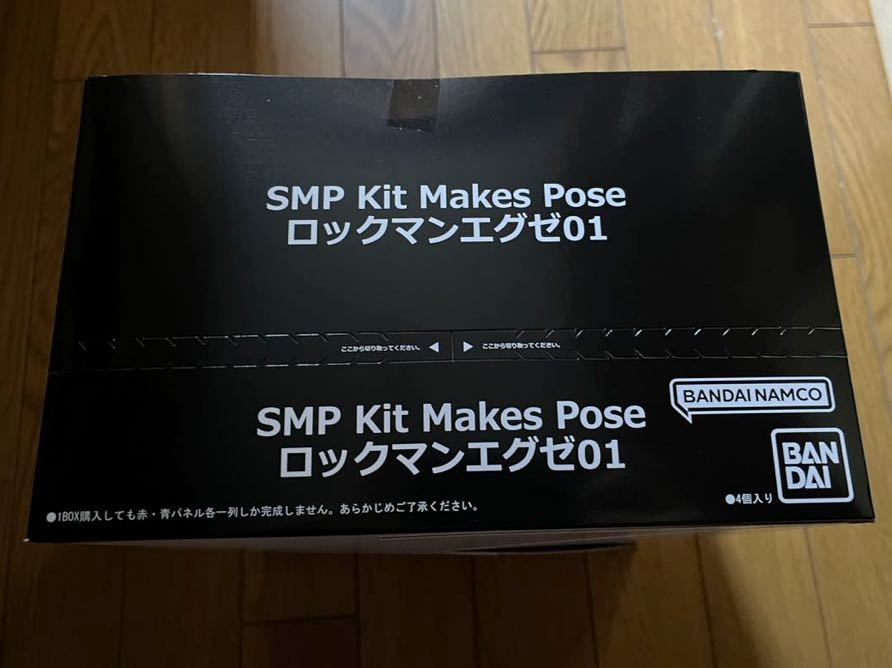 SMP Kit Makes Pose
ロックマンエグゼ01
ここから切り取ってください。 ◀ ▶ ここから切り取ってください。
SMP Kit Makes Pose
ロックマンエグゼ01
BANDAI NAMCO
BAN
DAI
●4個入り
●1BOX購入しても赤・青パネル各一列しか完成しません。あらかじめご了承ください。